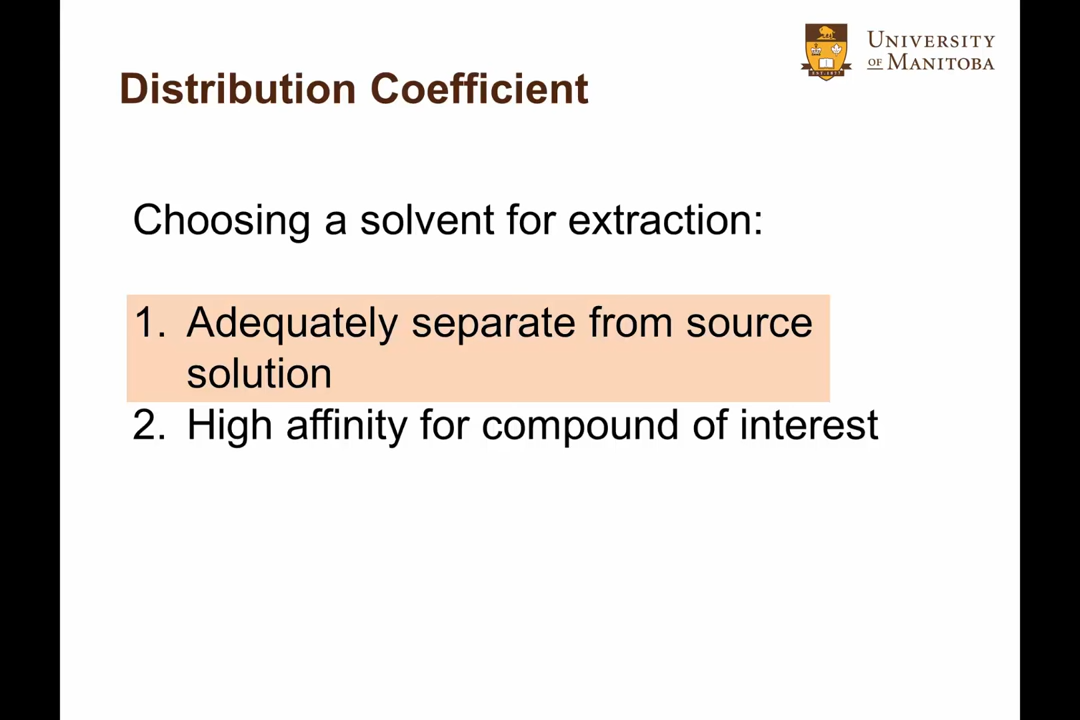 UNIVERSITY
OF MANITOBA
Distribution Coefficient
Choosing a solvent for extraction:
1. Adequately separate from source
solution
2. High affinity for compound of interest